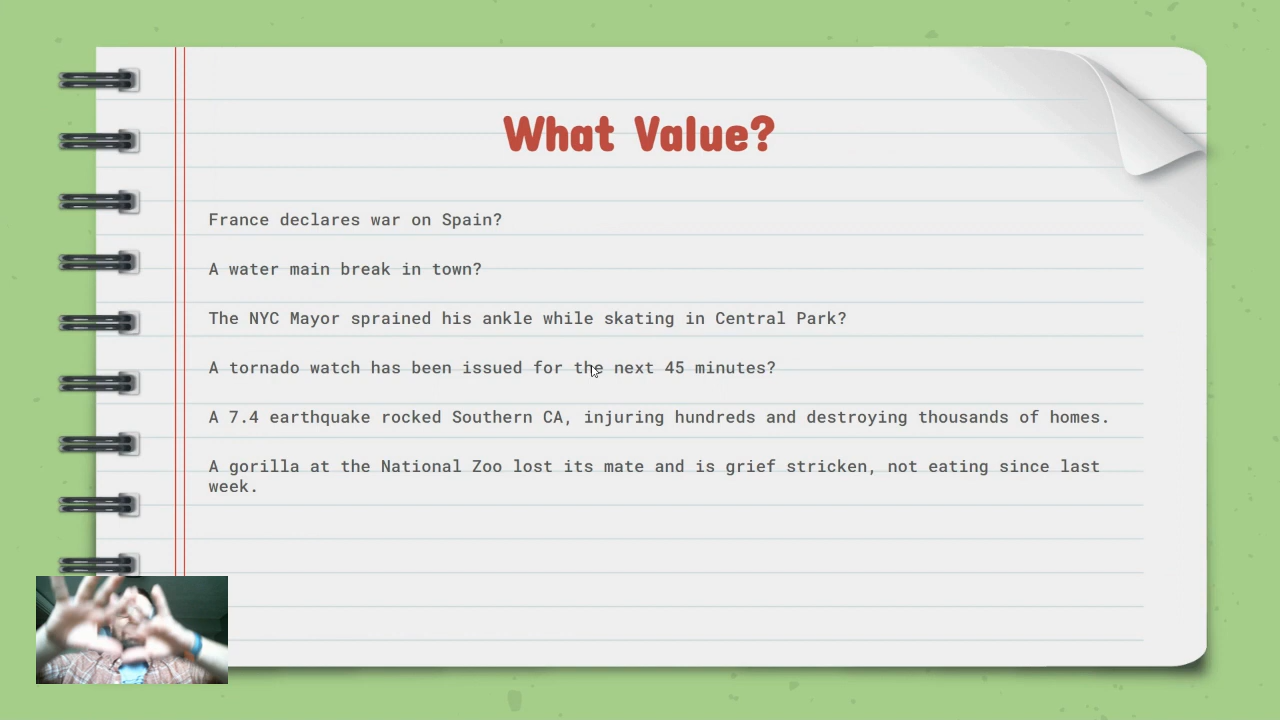 What Value?
France declares war on Spain?
A water main break in town?
The NYC Mayor sprained his ankle while skating in Central Park?
A tornado watch has been issued for the next 45 minutes?
A 7.4 earthquake rocked Southern CA, injuring hundreds and destroying thousands of homes.
A gorilla at the National Zoo lost its mate and is grief stricken, not eating since last
week.